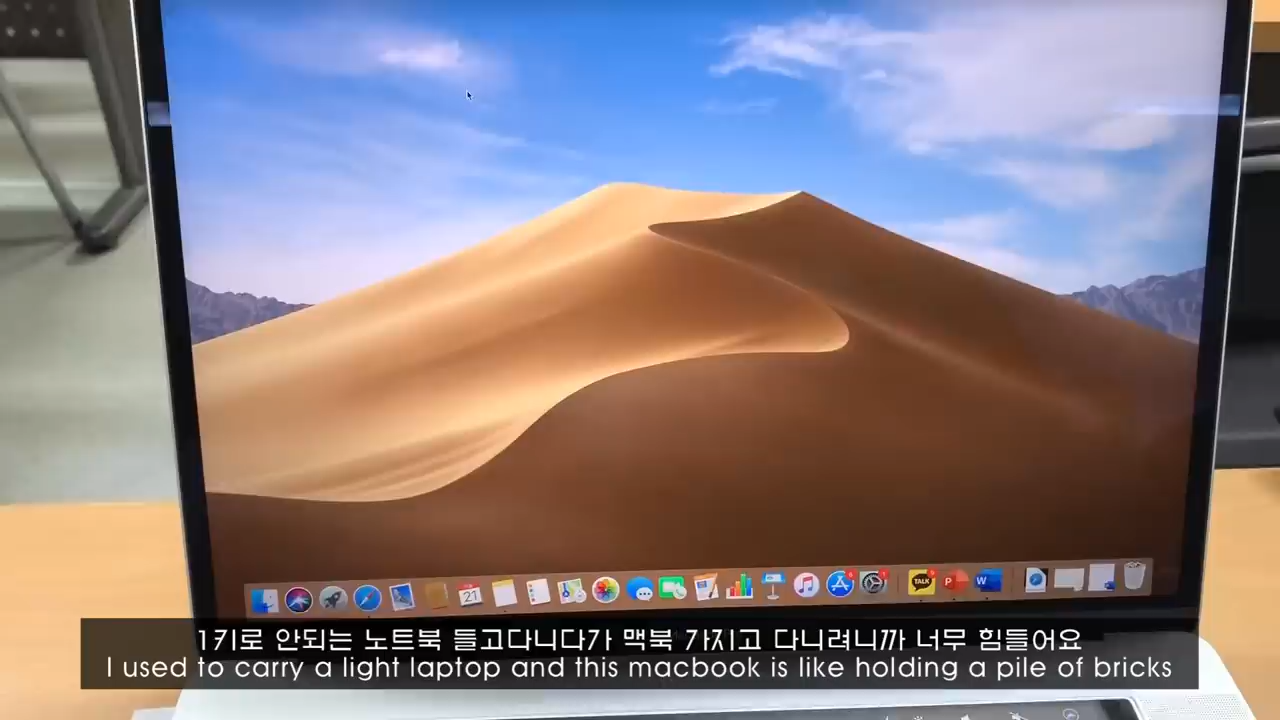 21
TALK
P
W
1키로 안되는 노트북 들고다니다가 맥북 가지고 다니려니까 너무 힘들어요
I used to carry a light laptop and this macbook is like holding a pile of bricks